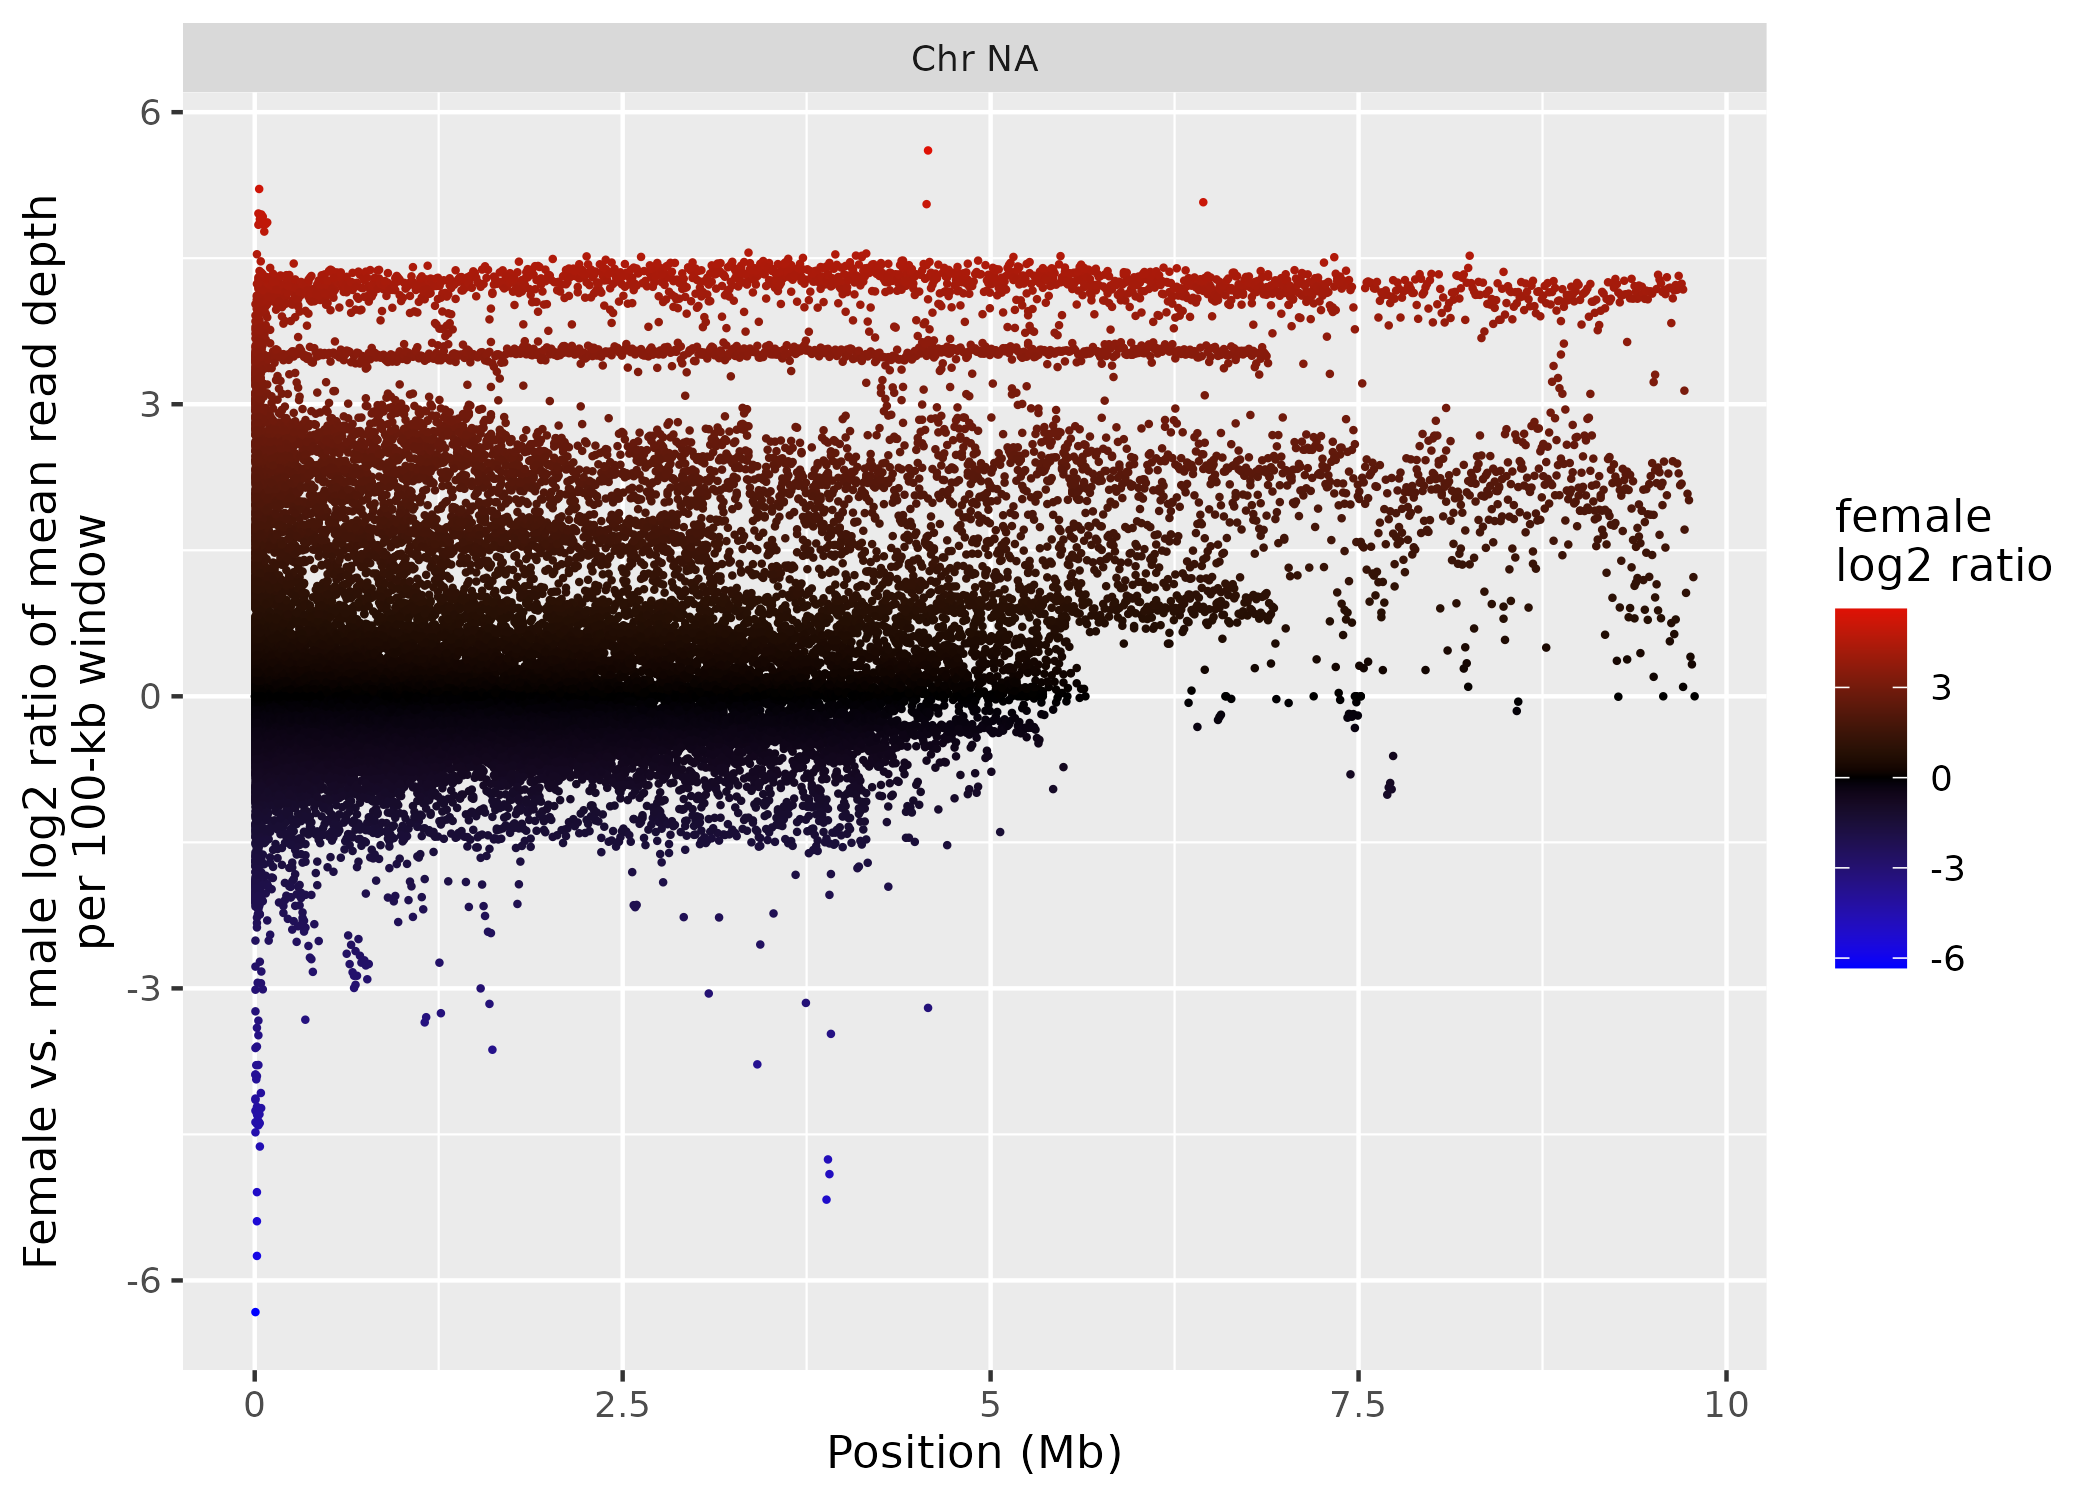 Chr NA
6
3
0
-3
-6
Female vs. male log2 ratio of mean read depth
per 100-kb window
0
2.5
5
7.5
10
Position (Mb)
female
log2 ratio
3
0
-3
-6